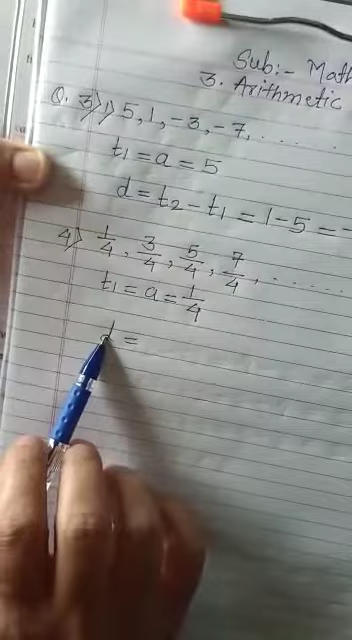 Sub:- Math
3. Arithmetic
Q. 3) 1) 5, 1, -3, -7, ......
t₁ = a = 5
d = t₂ - t₁ = 1 - 5 = -
4) 1/4, 3/4, 5/4, 7/4, ......
t₁ = a = 1/4
d =